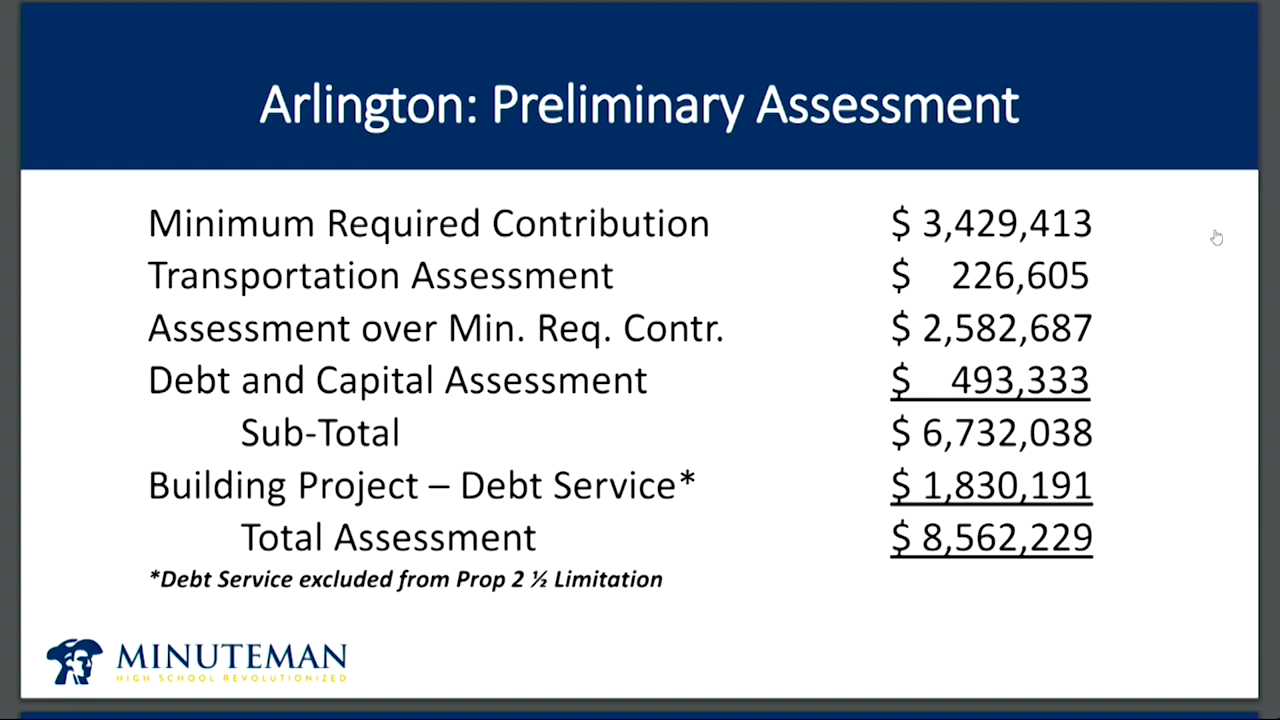 Arlington: Preliminary Assessment
Minimum Required Contribution $ 3,429,413
Transportation Assessment $ 226,605
Assessment over Min. Req. Contr. $ 2,582,687
Debt and Capital Assessment $ 493,333
Sub-Total $ 6,732,038
Building Project – Debt Service* $ 1,830,191
Total Assessment $ 8,562,229
*Debt Service excluded from Prop 2 ½ Limitation
MINUTEMAN
HIGH SCHOOL REVOLUTIONIZED